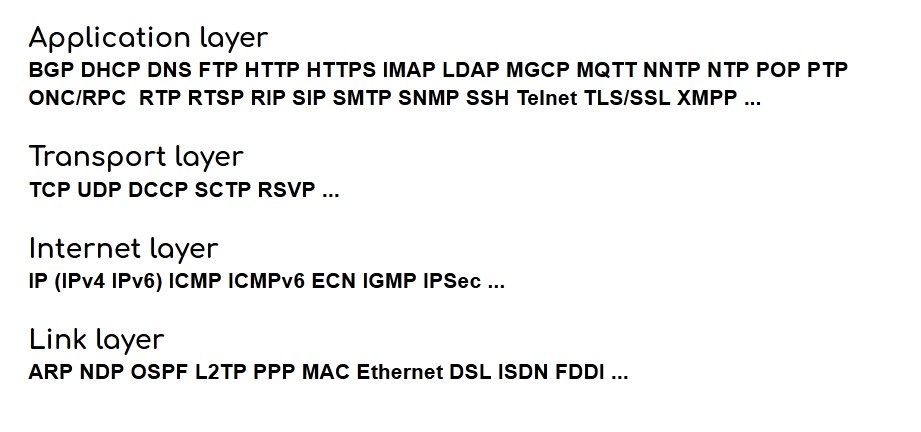 Application layer
BGP DHCP DNS FTP HTTP HTTPS IMAP LDAP MGCP MQTT NNTP NTP POP PTP
ONC/RPC RTP RTSP RIP SIP SMTP SNMP SSH Telnet TLS/SSL XMPP ...
Transport layer
TCP UDP DCCP SCTP RSVP ...
Internet layer
IP (IPv4 IPv6) ICMP ICMPv6 ECN IGMP IPSec ...
Link layer
ARP NDP OSPF L2TP PPP MAC Ethernet DSL ISDN FDDI ...